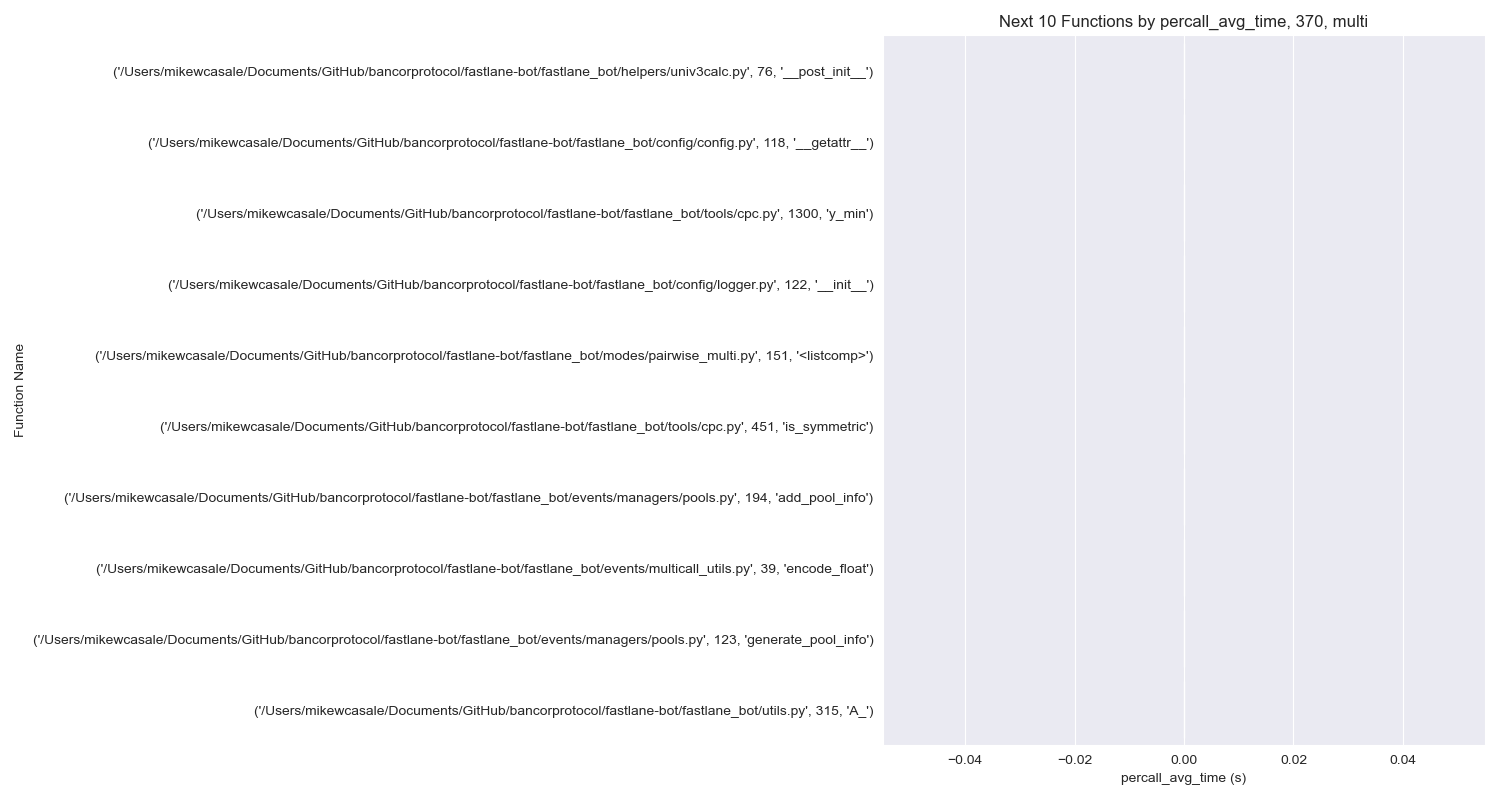 Next 10 Functions by percall_avg_time, 370, multi
('/Users/mikewcasale/Documents/GitHub/bancorprotocol/fastlane-bot/fastlane_bot/helpers/univ3calc.py', 76, '__post_init__')
('/Users/mikewcasale/Documents/GitHub/bancorprotocol/fastlane-bot/fastlane_bot/config/config.py', 118, '__getattr__')
('/Users/mikewcasale/Documents/GitHub/bancorprotocol/fastlane-bot/fastlane_bot/tools/cpc.py', 1300, 'y_min')
('/Users/mikewcasale/Documents/GitHub/bancorprotocol/fastlane-bot/fastlane_bot/config/logger.py', 122, '__init__')
('/Users/mikewcasale/Documents/GitHub/bancorprotocol/fastlane-bot/fastlane_bot/modes/pairwise_multi.py', 151, '<listcomp>')
('/Users/mikewcasale/Documents/GitHub/bancorprotocol/fastlane-bot/fastlane_bot/tools/cpc.py', 451, 'is_symmetric')
('/Users/mikewcasale/Documents/GitHub/bancorprotocol/fastlane-bot/fastlane_bot/events/managers/pools.py', 194, 'add_pool_info')
('/Users/mikewcasale/Documents/GitHub/bancorprotocol/fastlane-bot/fastlane_bot/events/multicall_utils.py', 39, 'encode_float')
('/Users/mikewcasale/Documents/GitHub/bancorprotocol/fastlane-bot/fastlane_bot/events/managers/pools.py', 123, 'generate_pool_info')
('/Users/mikewcasale/Documents/GitHub/bancorprotocol/fastlane-bot/fastlane_bot/utils.py', 315, 'A_')
Function Name
−0.04 −0.02 0.00 0.02 0.04
percall_avg_time (s)